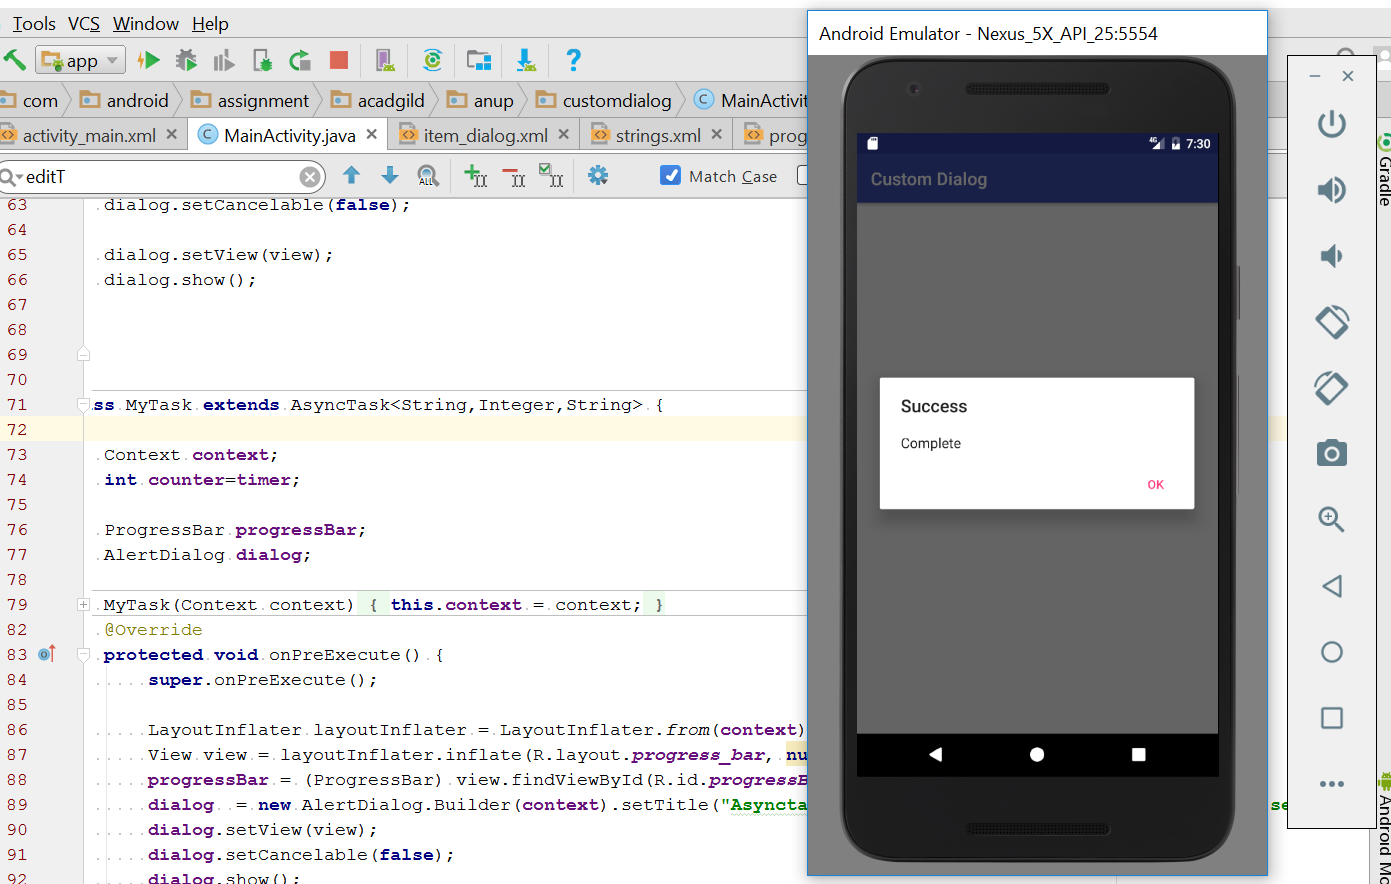 Tools VCS Window Help
app
com android assignment acadgild anup customdialog MainActivit
activity_main.xml MainActivity.java item_dialog.xml strings.xml prog
editT ALL Match Case
63 dialog.setCancelable(false);
64
65 dialog.setView(view);
66 dialog.show();
67
68
69
70
71 ss MyTask extends AsyncTask<String,Integer,String> {
72
73 Context context;
74 int counter=timer;
75
76 ProgressBar progressBar;
77 AlertDialog dialog;
78
79 MyTask(Context context) { this.context = context; }
82 @Override
83 protected void onPreExecute() {
84 super.onPreExecute();
85
86 LayoutInflater layoutInflater = LayoutInflater.from(context)
87 View view = layoutInflater.inflate(R.layout.progress_bar, nu
88 progressBar = (ProgressBar) view.findViewById(R.id.progressB
89 dialog = new AlertDialog.Builder(context).setTitle("Asyncta se
90 dialog.setView(view);
91 dialog.setCancelable(false);
92 dialog.show();
Android Emulator - Nexus_5X_API_25:5554
4G 7:30
Custom Dialog
Success
Complete
OK
Gradle
Android Mo